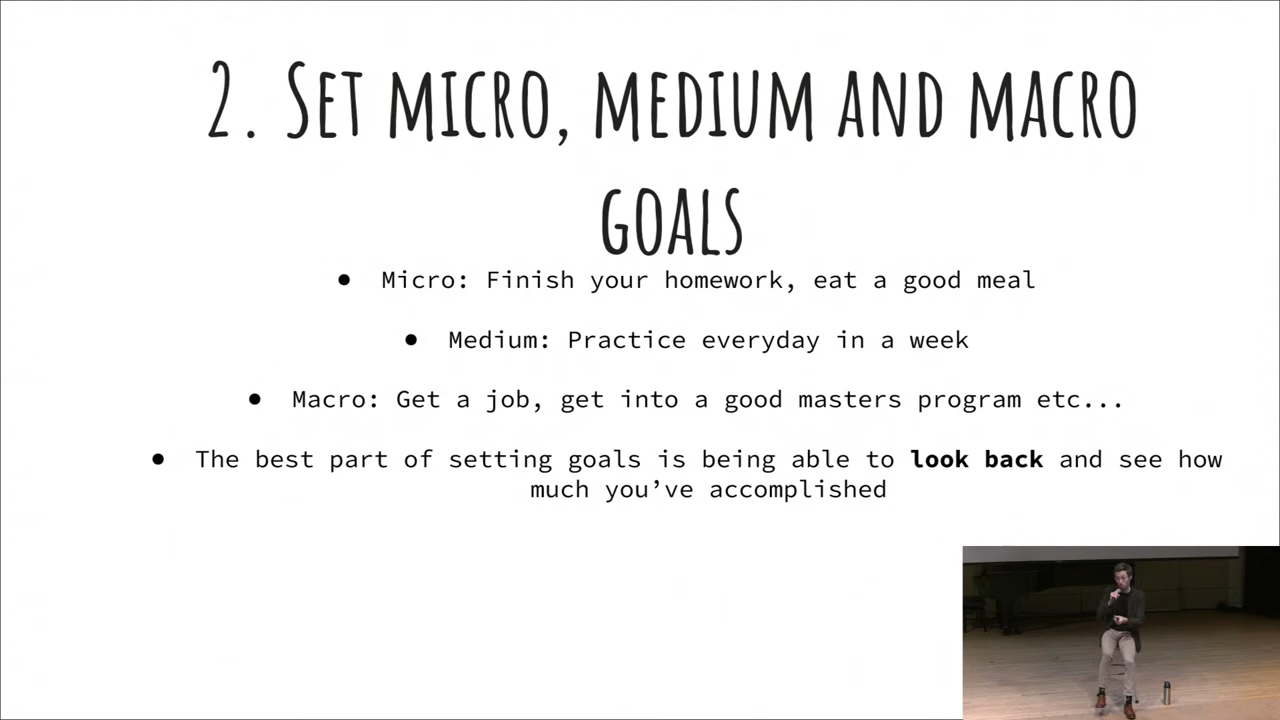 2. Set micro, medium and macro
goals
● Micro: Finish your homework, eat a good meal
● Medium: Practice everyday in a week
● Macro: Get a job, get into a good masters program etc...
● The best part of setting goals is being able to look back and see how
much you’ve accomplished